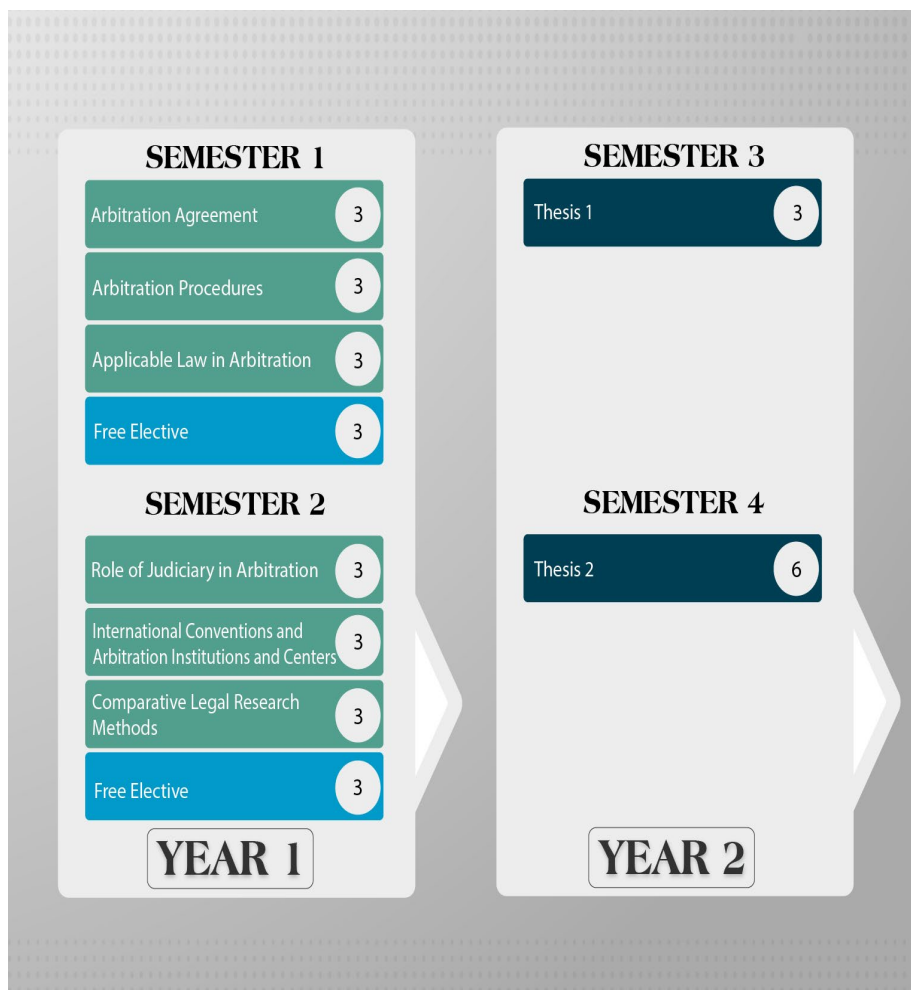 SEMESTER 1
Arbitration Agreement 3
Arbitration Procedures 3
Applicable Law in Arbitration 3
Free Elective 3
SEMESTER 2
Role of Judiciary in Arbitration 3
International Conventions and
Arbitration Institutions and Centers 3
Comparative Legal Research
Methods 3
Free Elective 3
YEAR 1
SEMESTER 3
Thesis 1 3
SEMESTER 4
Thesis 2 6
YEAR 2